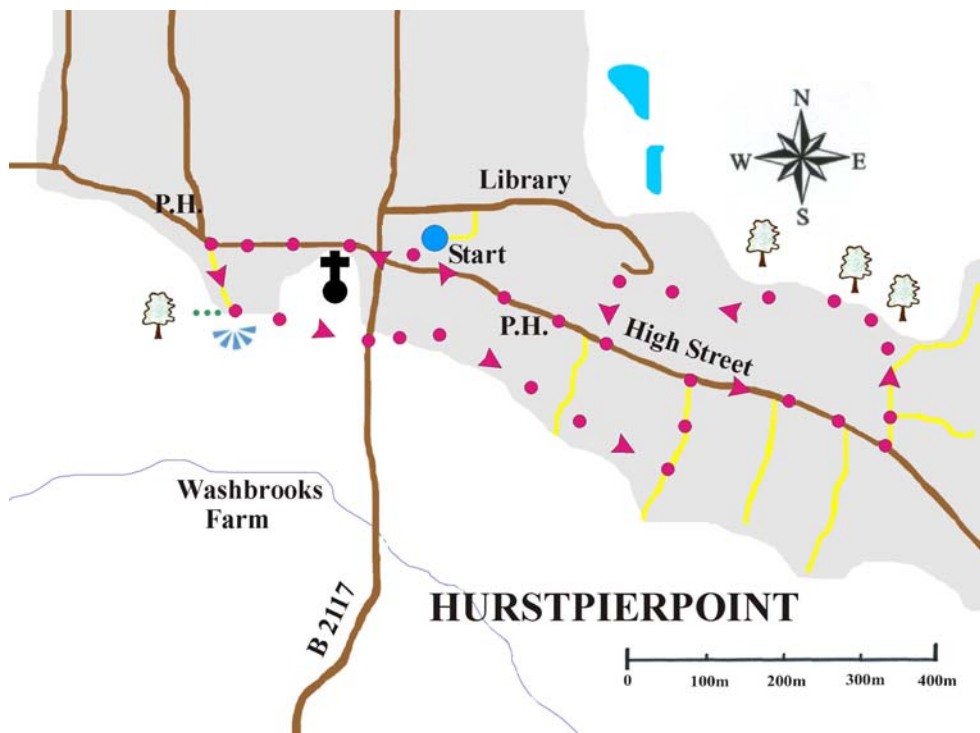 N
W E
S
Library
P.H.
Start
P.H.
High Street
Washbrooks
Farm
B 2117
HURSTPIERPOINT
0 100m 200m 300m 400m